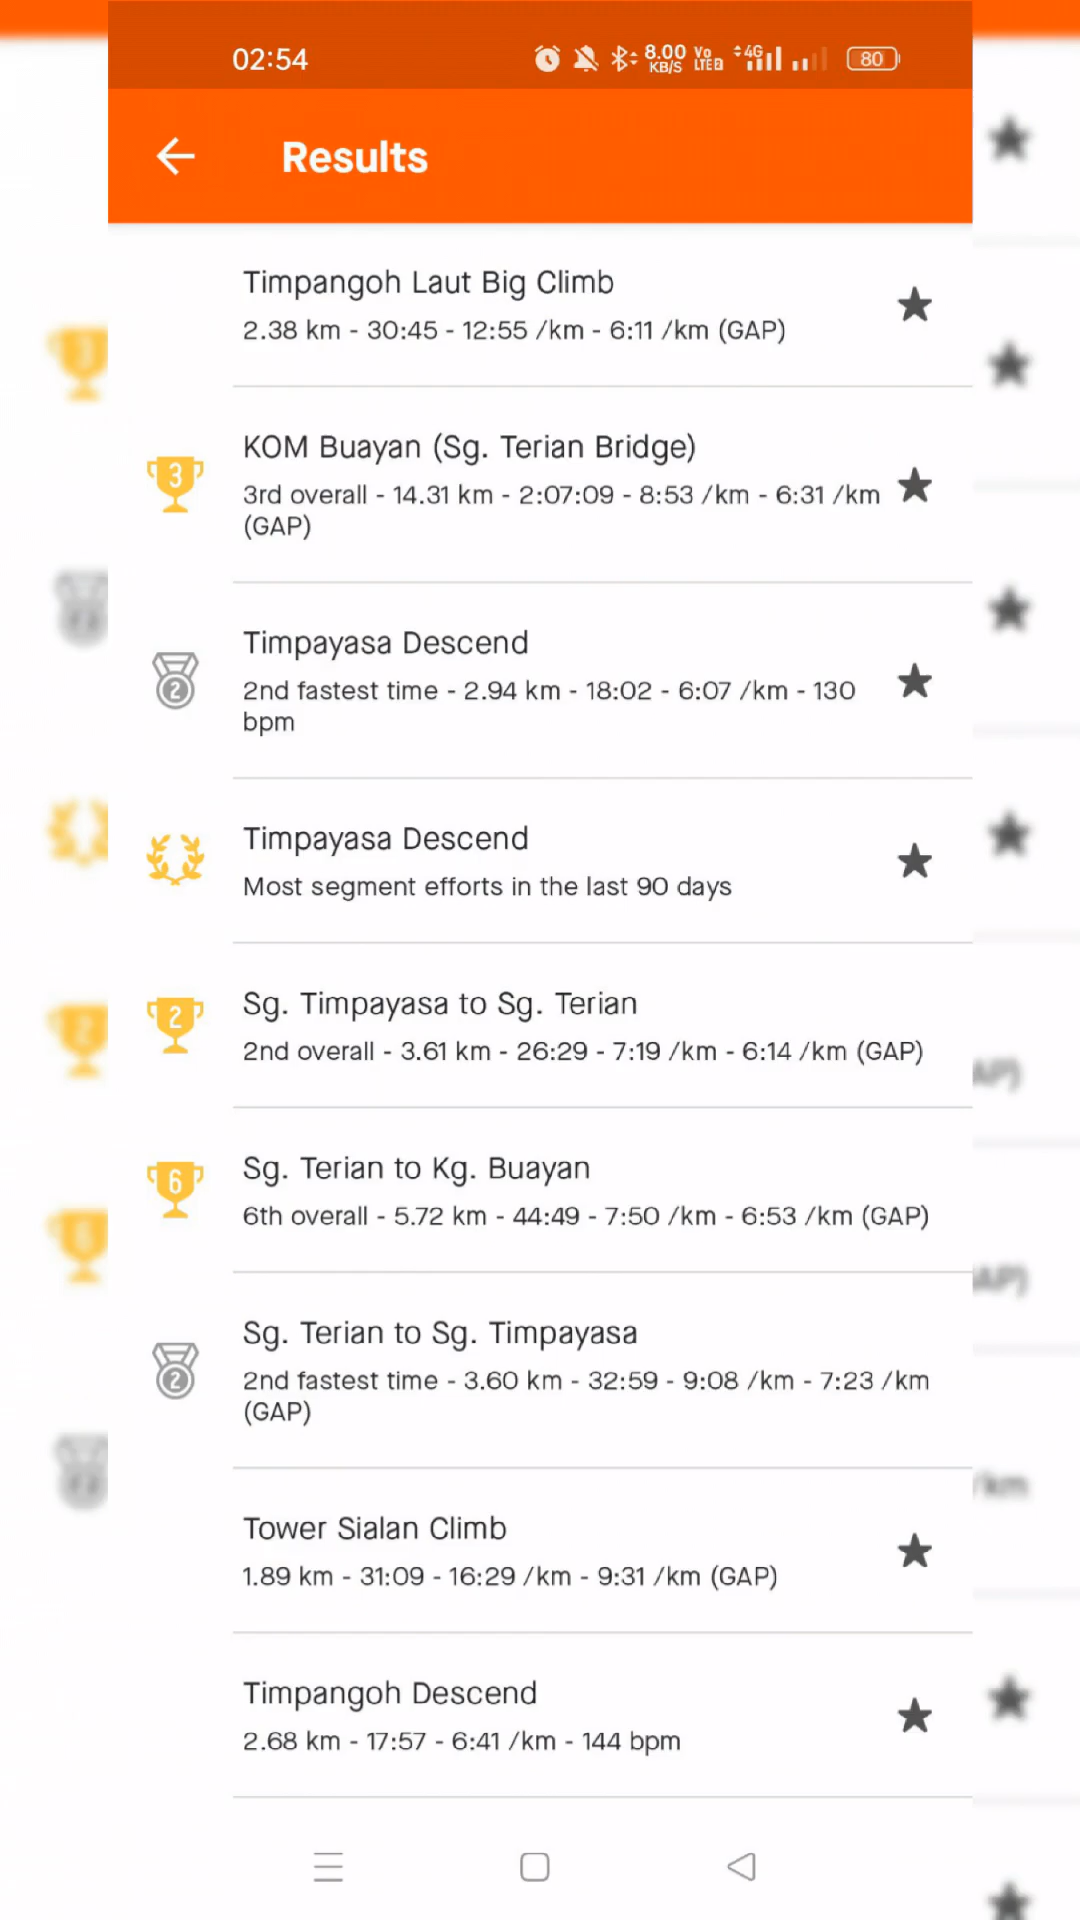 02:54
8.00
KB/S
Vo
LTE
4G
80
Results
Timpangoh Laut Big Climb
2.38 km - 30:45 - 12:55 /km - 6:11 /km (GAP)
KOM Buayan (Sg. Terian Bridge)
3
3rd overall - 14.31 km - 2:07:09 - 8:53 /km - 6:31 /km
(GAP)
Timpayasa Descend
2
2nd fastest time - 2.94 km - 18:02 - 6:07 /km - 130
bpm
Timpayasa Descend
Most segment efforts in the last 90 days
Sg. Timpayasa to Sg. Terian
2
2nd overall - 3.61 km - 26:29 - 7:19 /km - 6:14 /km (GAP)
Sg. Terian to Kg. Buayan
6
6th overall - 5.72 km - 44:49 - 7:50 /km - 6:53 /km (GAP)
Sg. Terian to Sg. Timpayasa
2
2nd fastest time - 3.60 km - 32:59 - 9:08 /km - 7:23 /km
(GAP)
Tower Sialan Climb
1.89 km - 31:09 - 16:29 /km - 9:31 /km (GAP)
Timpangoh Descend
2.68 km - 17:57 - 6:41 /km - 144 bpm